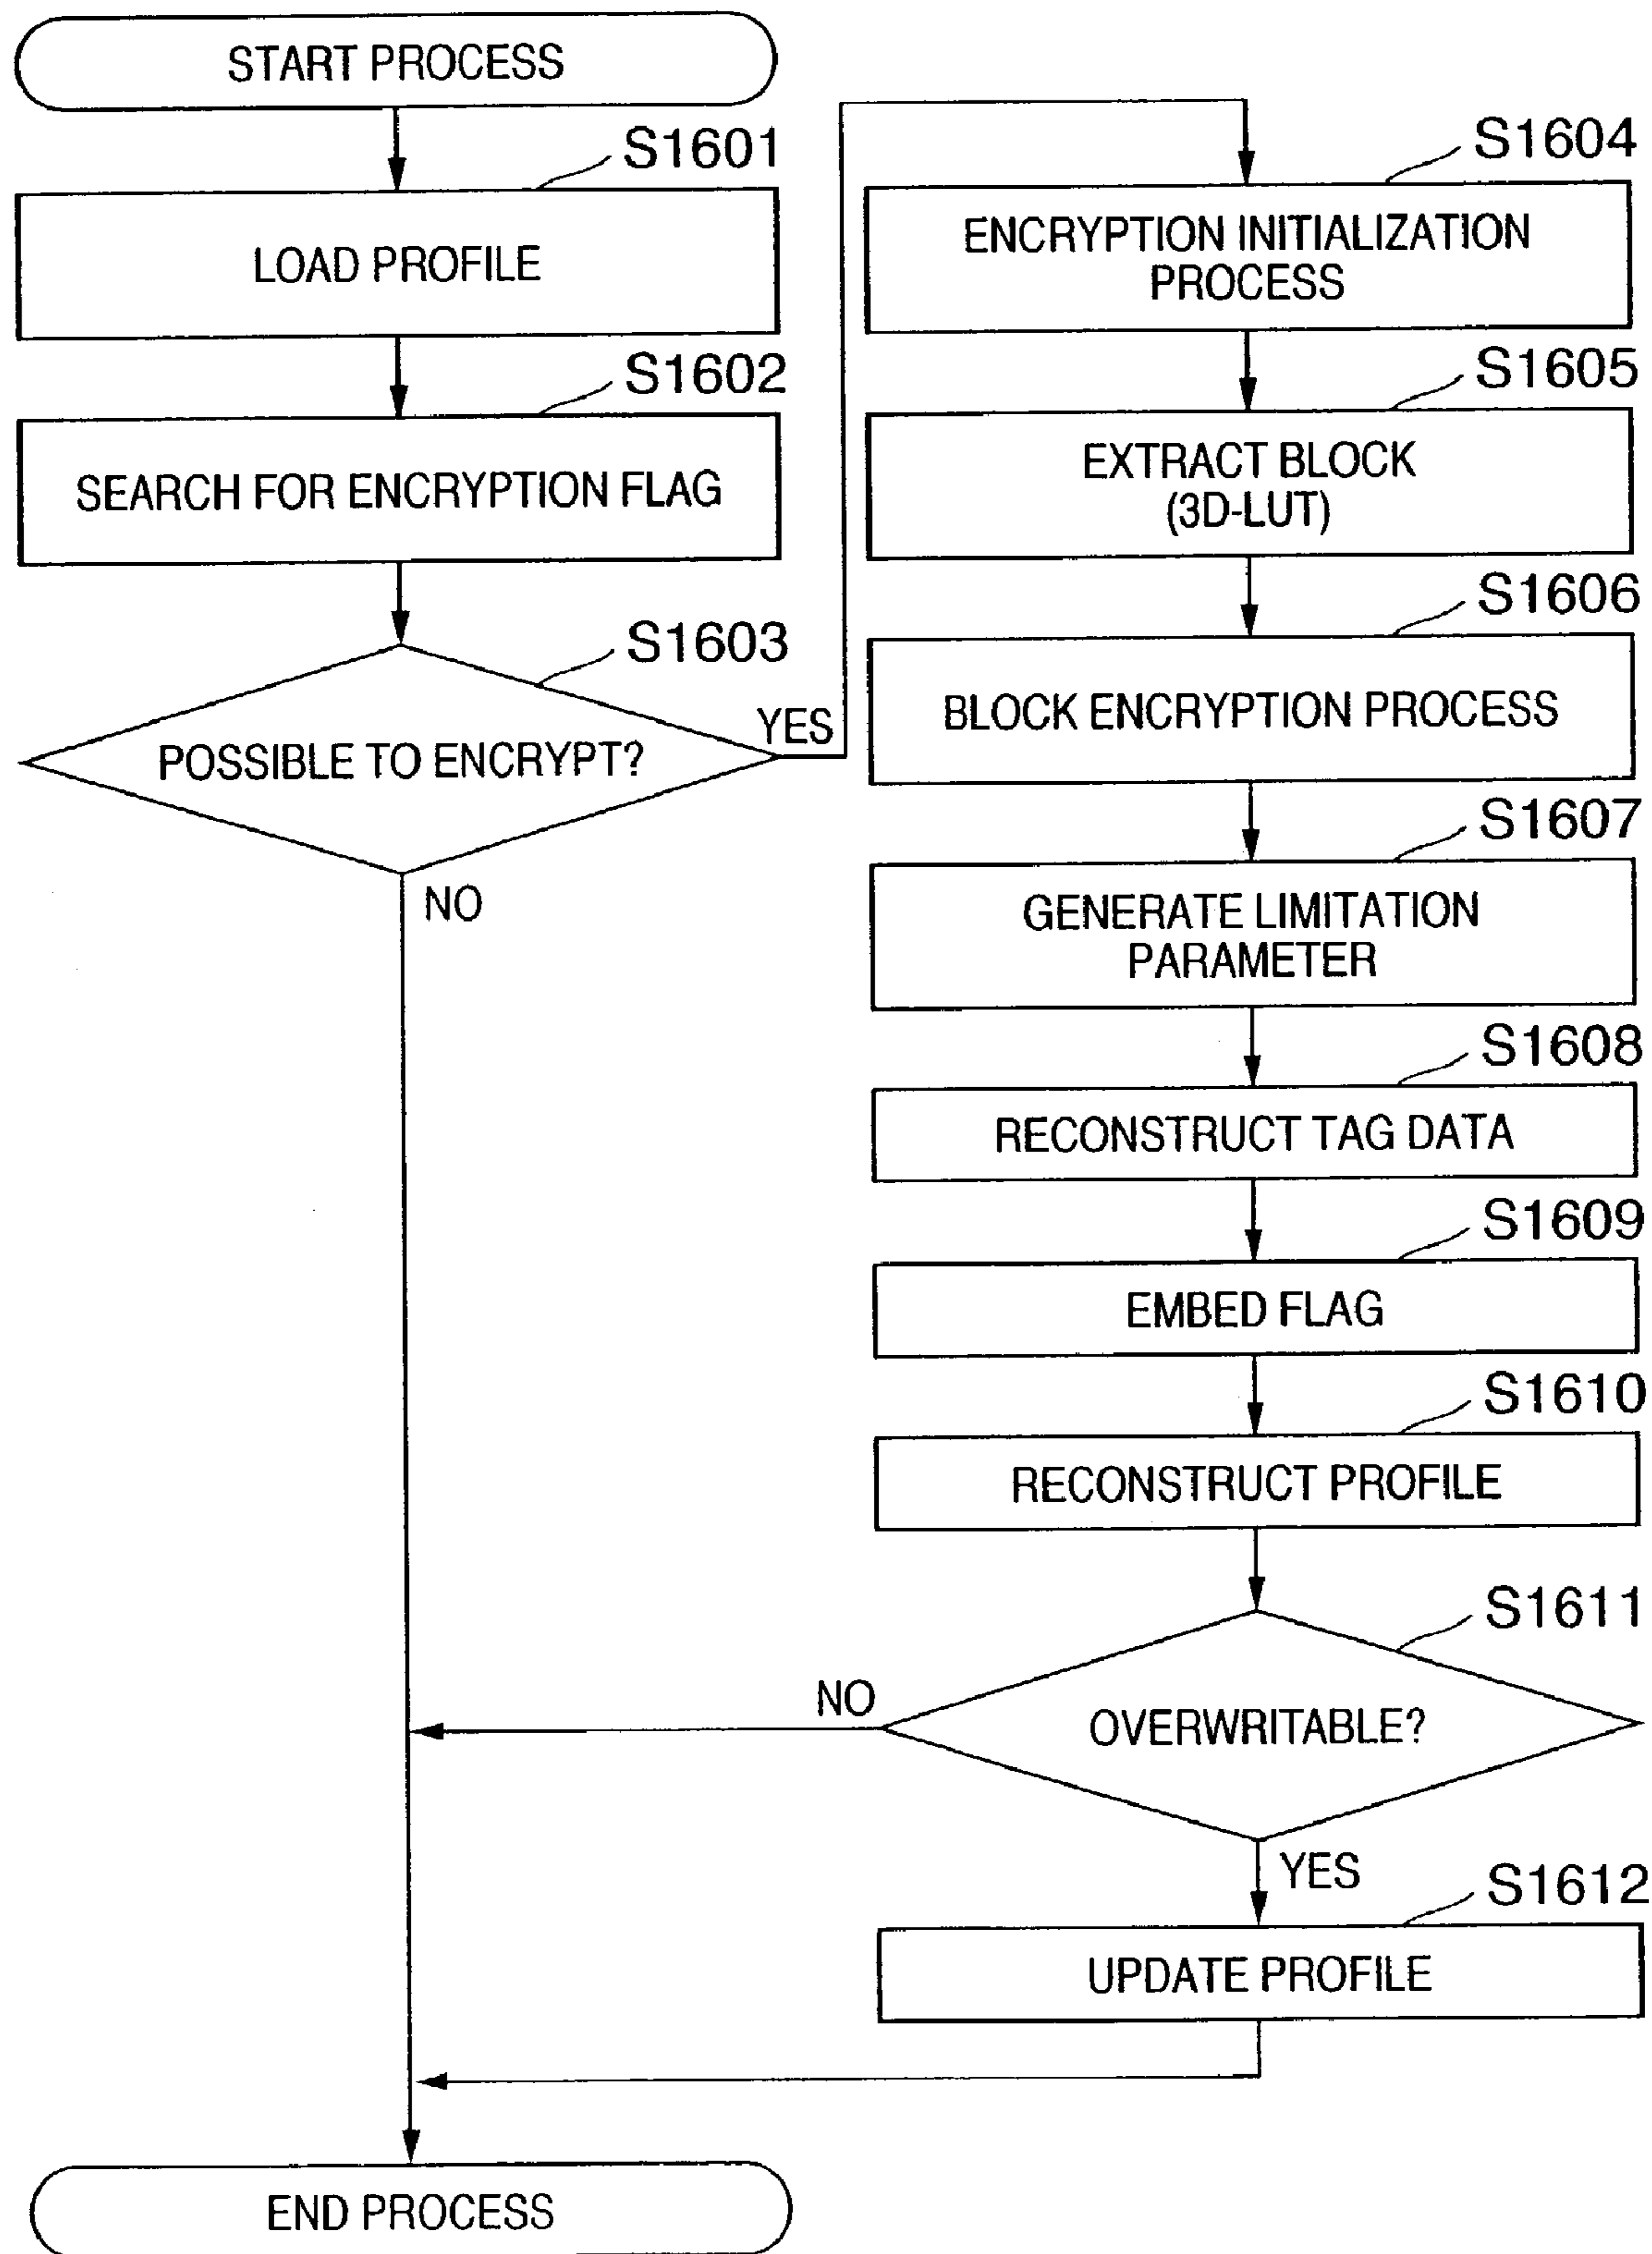 START PROCESS
S1601
LOAD PROFILE
S1602
SEARCH FOR ENCRYPTION FLAG
S1603
POSSIBLE TO ENCRYPT?
YES
NO
S1604
ENCRYPTION INITIALIZATION
PROCESS
S1605
EXTRACT BLOCK
(3D-LUT)
S1606
BLOCK ENCRYPTION PROCESS
S1607
GENERATE LIMITATION
PARAMETER
S1608
RECONSTRUCT TAG DATA
S1609
EMBED FLAG
S1610
RECONSTRUCT PROFILE
S1611
OVERWRITABLE?
NO
YES
S1612
UPDATE PROFILE
END PROCESS